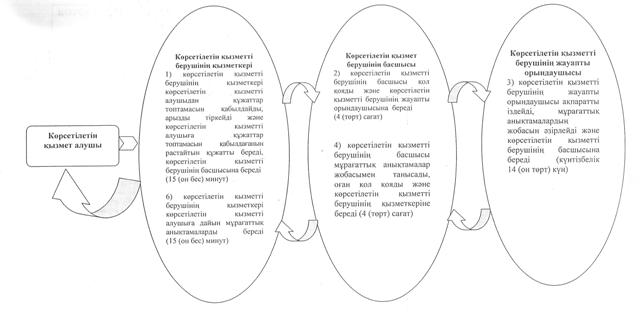 Көрсетілетін
қызмет алушы
Көрсетілетін қызметті
берушінің қызметкері
1) көрсетілетін қызметті
берушінің қызметкері
көрсетілетін қызметті
алушыдан құжаттар
топтамасын қабылдайды,
арызды тіркейді және
көрсетілетін қызметті
алушыға құжаттар
топтамасын қабылдағанын
растайтын құжатты береді,
көрсетілетін қызметті
берушінің басшысына береді
(15 (он бес) минут)
6) көрсетілетін қызметті
берушінің қызметкері
көрсетілетін қызметті
алушыға дайын мұрағаттық
анықтамаларды береді
(15 (он бес) минут)
Көрсетілетін қызмет
берушінің басшысы
2) көрсетілетін қызметті
берушінің басшысы қол
қояды және көрсетілетін
қызметті берушінің жауапты
орындаушысына береді
(4 (төрт) сағат)
4) көрсетілетін қызметті
берушінің басшысы
мұрағаттық анықтамалар
жобасымен танысады,
оған қол қояды және
көрсетілетін қызметті
берушінің қызметкеріне
береді (4 (төрт) сағат)
Көрсетілетін қызметті
берушінің жауапты
орындаушысы
3) көрсетілетін қызметті
берушінің жауапты
орындаушысы ақпаратты
іздейді, мұрағаттық
анықтамалардың
жобасын әзірлейді және
көрсетілетін қызметті
берушінің басшысына
береді (күнтізбелік
14 (он төрт) күн)